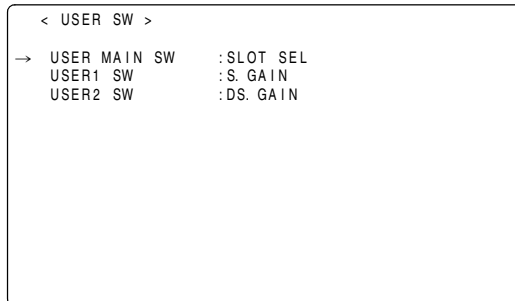 < USER SW >
→ USER MAIN SW :SLOT SEL
USER1 SW :S. GAIN
USER2 SW :DS. GAIN